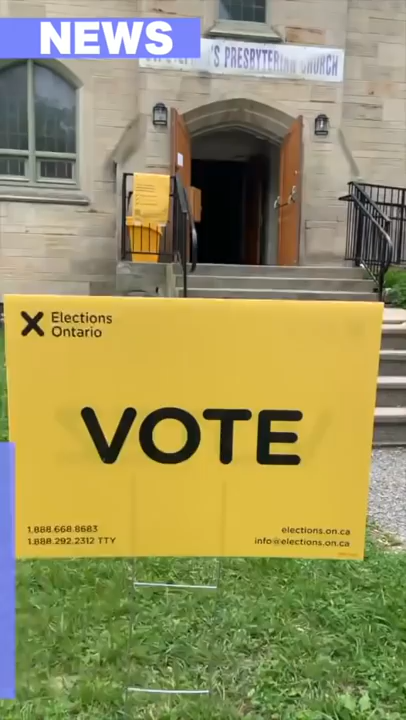 NEWS
'S PRESBYTERIAN CHURCH
Elections
Ontario
VOTE
1.888.668.8683
1.888.292.2312 TTY
elections.on.ca
info@elections.on.ca